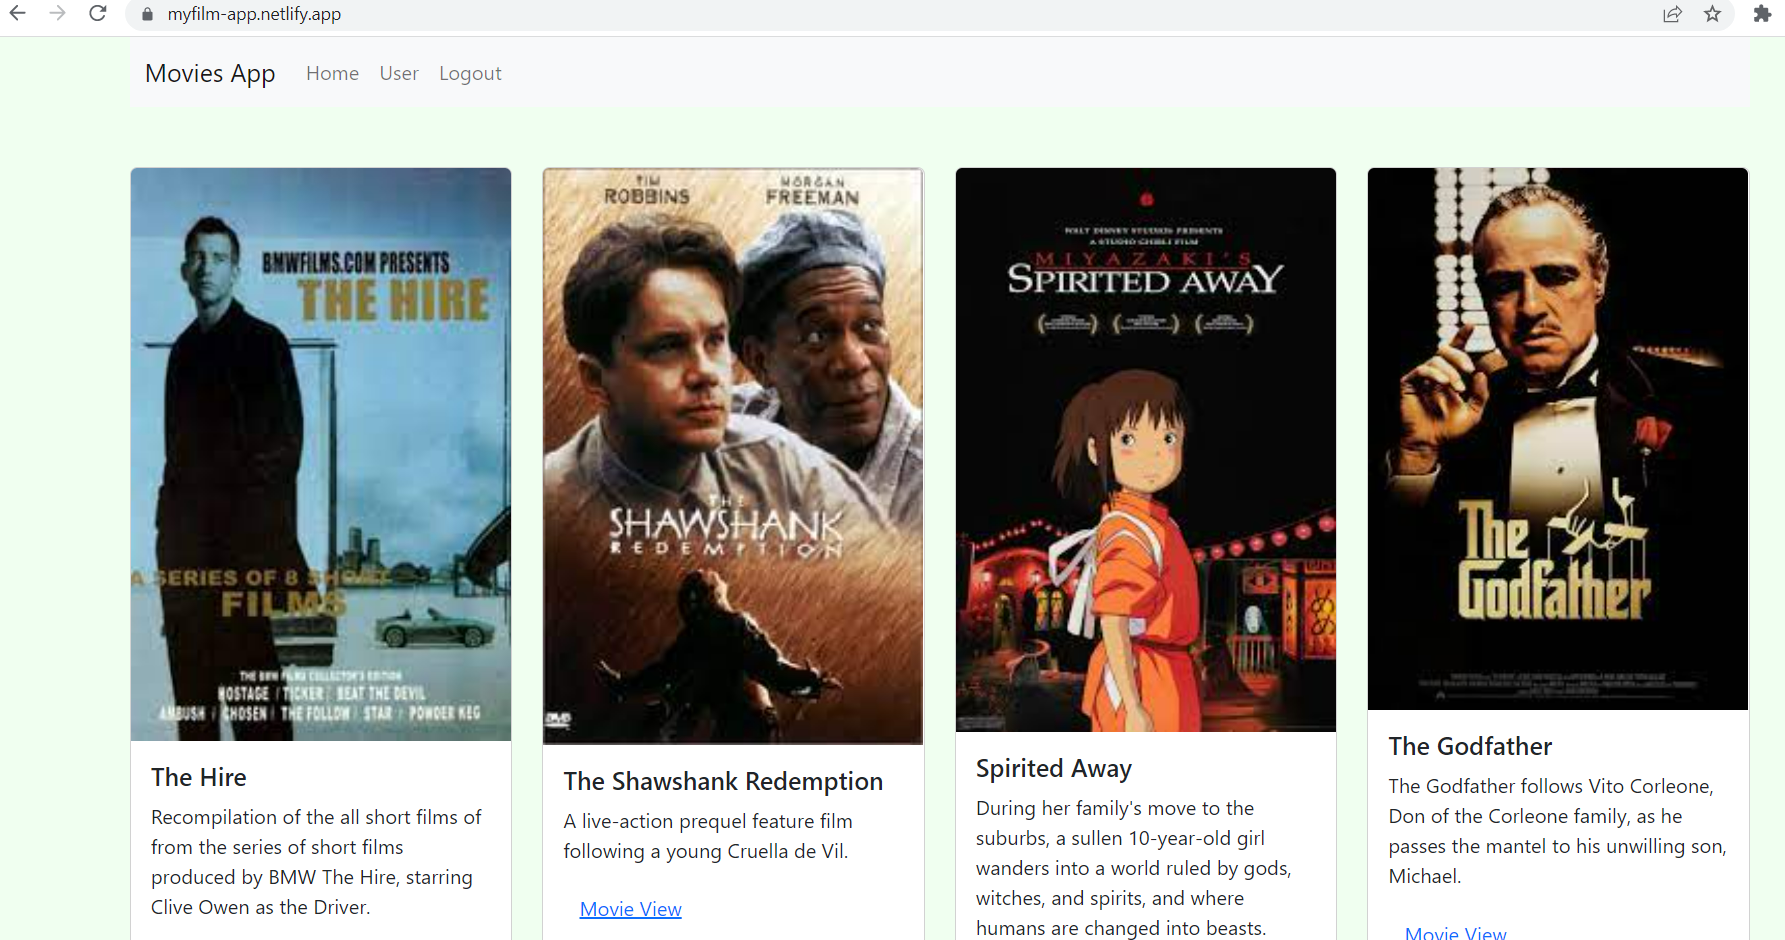 myfilm-app.netlify.app
Movies App Home User Logout
BMWFILMS.COM PRESENTS
THE HIRE
A SERIES OF 8 SHORT
FILMS
THE BMW FILMS COLLECTOR'S EDITION
HOSTAGE / TICKER / BEAT THE DEVIL
AMBUSH / CHOSEN / THE FOLLOW / STAR / POWDER KEG
The Hire
Recompilation of the all short films of
from the series of short films
produced by BMW The Hire, starring
Clive Owen as the Driver.
TIM
ROBBINS
MORGAN
FREEMAN
THE
SHAWSHANK
REDEMPTION
DVD
The Shawshank Redemption
A live-action prequel feature film
following a young Cruella de Vil.
Movie View
WALT DISNEY STUDIOS PRESENTS
A STUDIO GHIBLI FILM
MIYAZAKI'S
SPIRITED AWAY
Spirited Away
During her family's move to the
suburbs, a sullen 10-year-old girl
wanders into a world ruled by gods,
witches, and spirits, and where
humans are changed into beasts.
The
Godfather
The Godfather
The Godfather follows Vito Corleone,
Don of the Corleone family, as he
passes the mantel to his unwilling son,
Michael.
Movie View